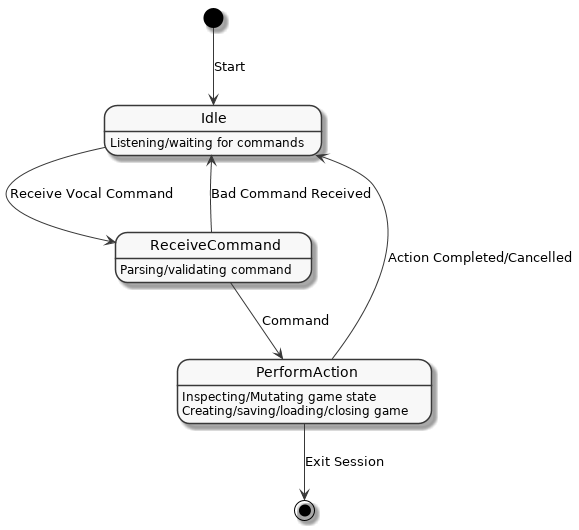 Start
Idle
Listening/waiting for commands
Receive Vocal Command
Bad Command Received
ReceiveCommand
Parsing/validating command
Action Completed/Cancelled
Command
PerformAction
Inspecting/Mutating game state
Creating/saving/loading/closing game
Exit Session